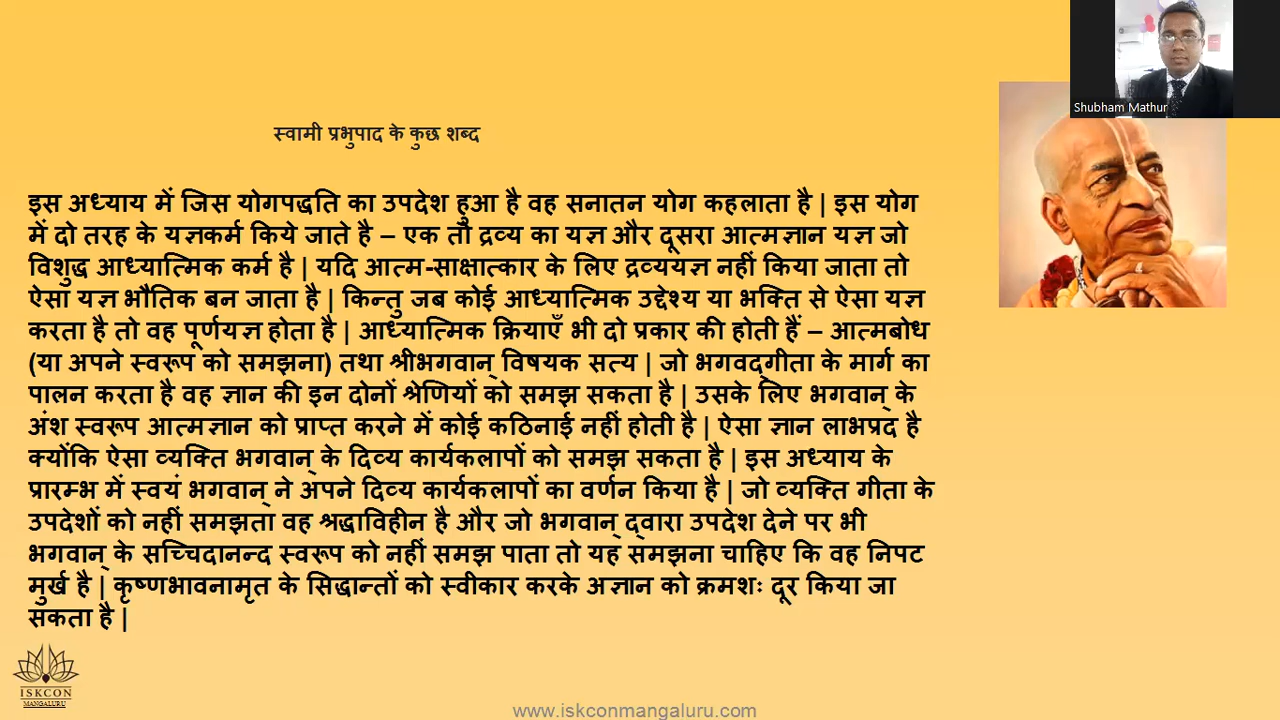 Shubham Mathur
स्वामी प्रभुपाद के कुछ शब्द
इस अध्याय में जिस योगपद्धति का उपदेश हुआ है वह सनातन योग कहलाता है | इस योग
में दो तरह के यज्ञकर्म किये जाते है – एक तो द्रव्य का यज्ञ और दूसरा आत्मज्ञान यज्ञ जो
विशुद्ध आध्यात्मिक कर्म है | यदि आत्म-साक्षात्कार के लिए द्रव्ययज्ञ नहीं किया जाता तो
ऐसा यज्ञ भौतिक बन जाता है | किन्तु जब कोई आध्यात्मिक उद्देश्य या भक्ति से ऐसा यज्ञ
करता है तो वह पूर्णयज्ञ होता है | आध्यात्मिक क्रियाएँ भी दो प्रकार की होती हैं – आत्मबोध
(या अपने स्वरूप को समझना) तथा श्रीभगवान् विषयक सत्य | जो भगवद्गीता के मार्ग का
पालन करता है वह ज्ञान की इन दोनों श्रेणियों को समझ सकता है | उसके लिए भगवान् के
अंश स्वरूप आत्मज्ञान को प्राप्त करने में कोई कठिनाई नहीं होती है | ऐसा ज्ञान लाभप्रद है
क्योंकि ऐसा व्यक्ति भगवान् के दिव्य कार्यकलापों को समझ सकता है | इस अध्याय के
प्रारम्भ में स्वयं भगवान् ने अपने दिव्य कार्यकलापों का वर्णन किया है | जो व्यक्ति गीता के
उपदेशों को नहीं समझता वह श्रद्धाविहीन है और जो भगवान् द्वारा उपदेश देने पर भी
भगवान् के सच्चिदानन्द स्वरूप को नहीं समझ पाता तो यह समझना चाहिए कि वह निपट
मुर्ख है | कृष्णभावनामृत के सिद्धान्तों को स्वीकार करके अज्ञान को क्रमशः दूर किया जा
सकता है |
ISKCON
MANGALURU
www.iskconmangaluru.com